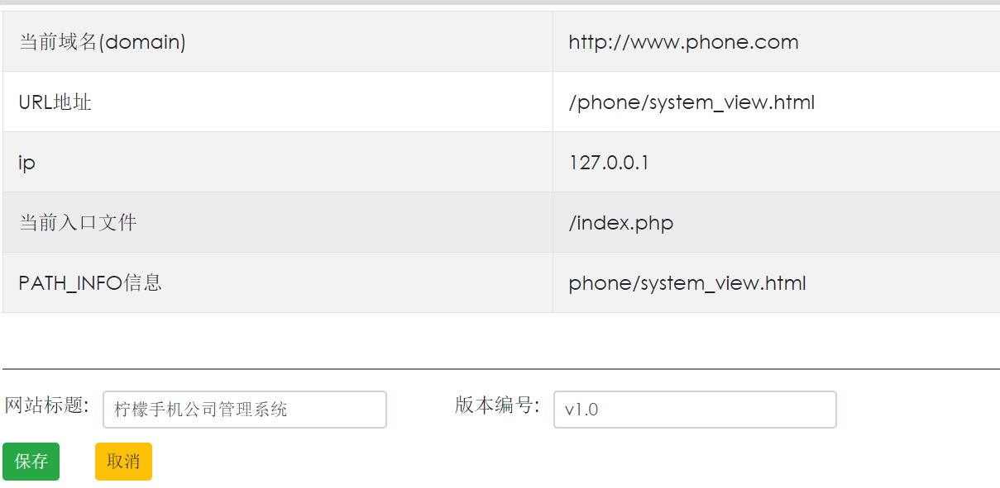 当前域名(domain) http://www.phone.com
URL地址 /phone/system_view.html
ip 127.0.0.1
当前入口文件 /index.php
PATH_INFO信息 phone/system_view.html
网站标题: 柠檬手机公司管理系统 版本编号: v1.0
保存 取消